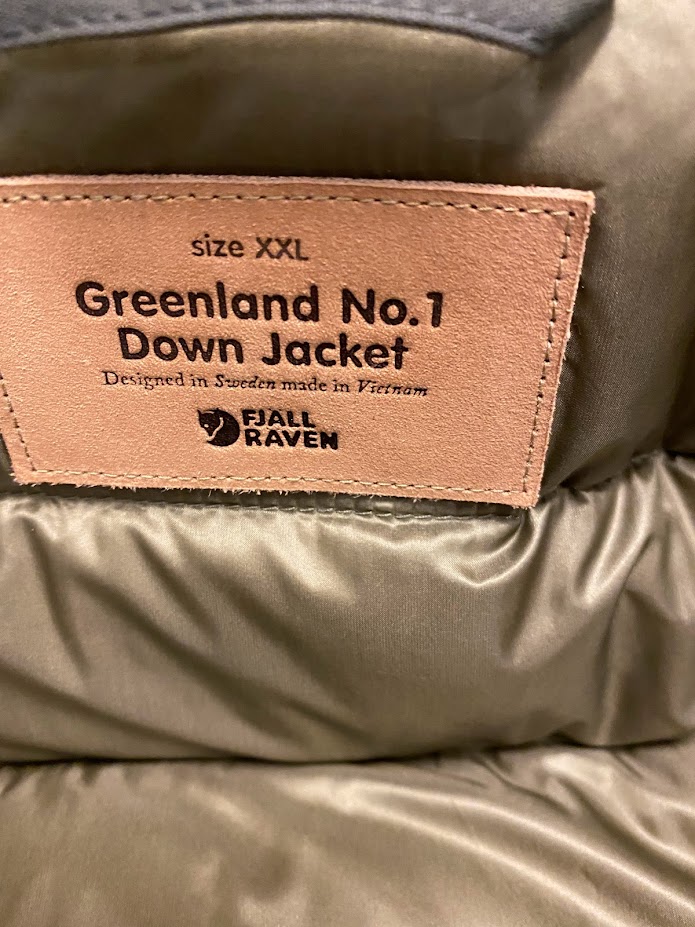 size XXL
Greenland No.1
Down Jacket
Designed in Sweden made in Vietnam
FJALL
RAVEN